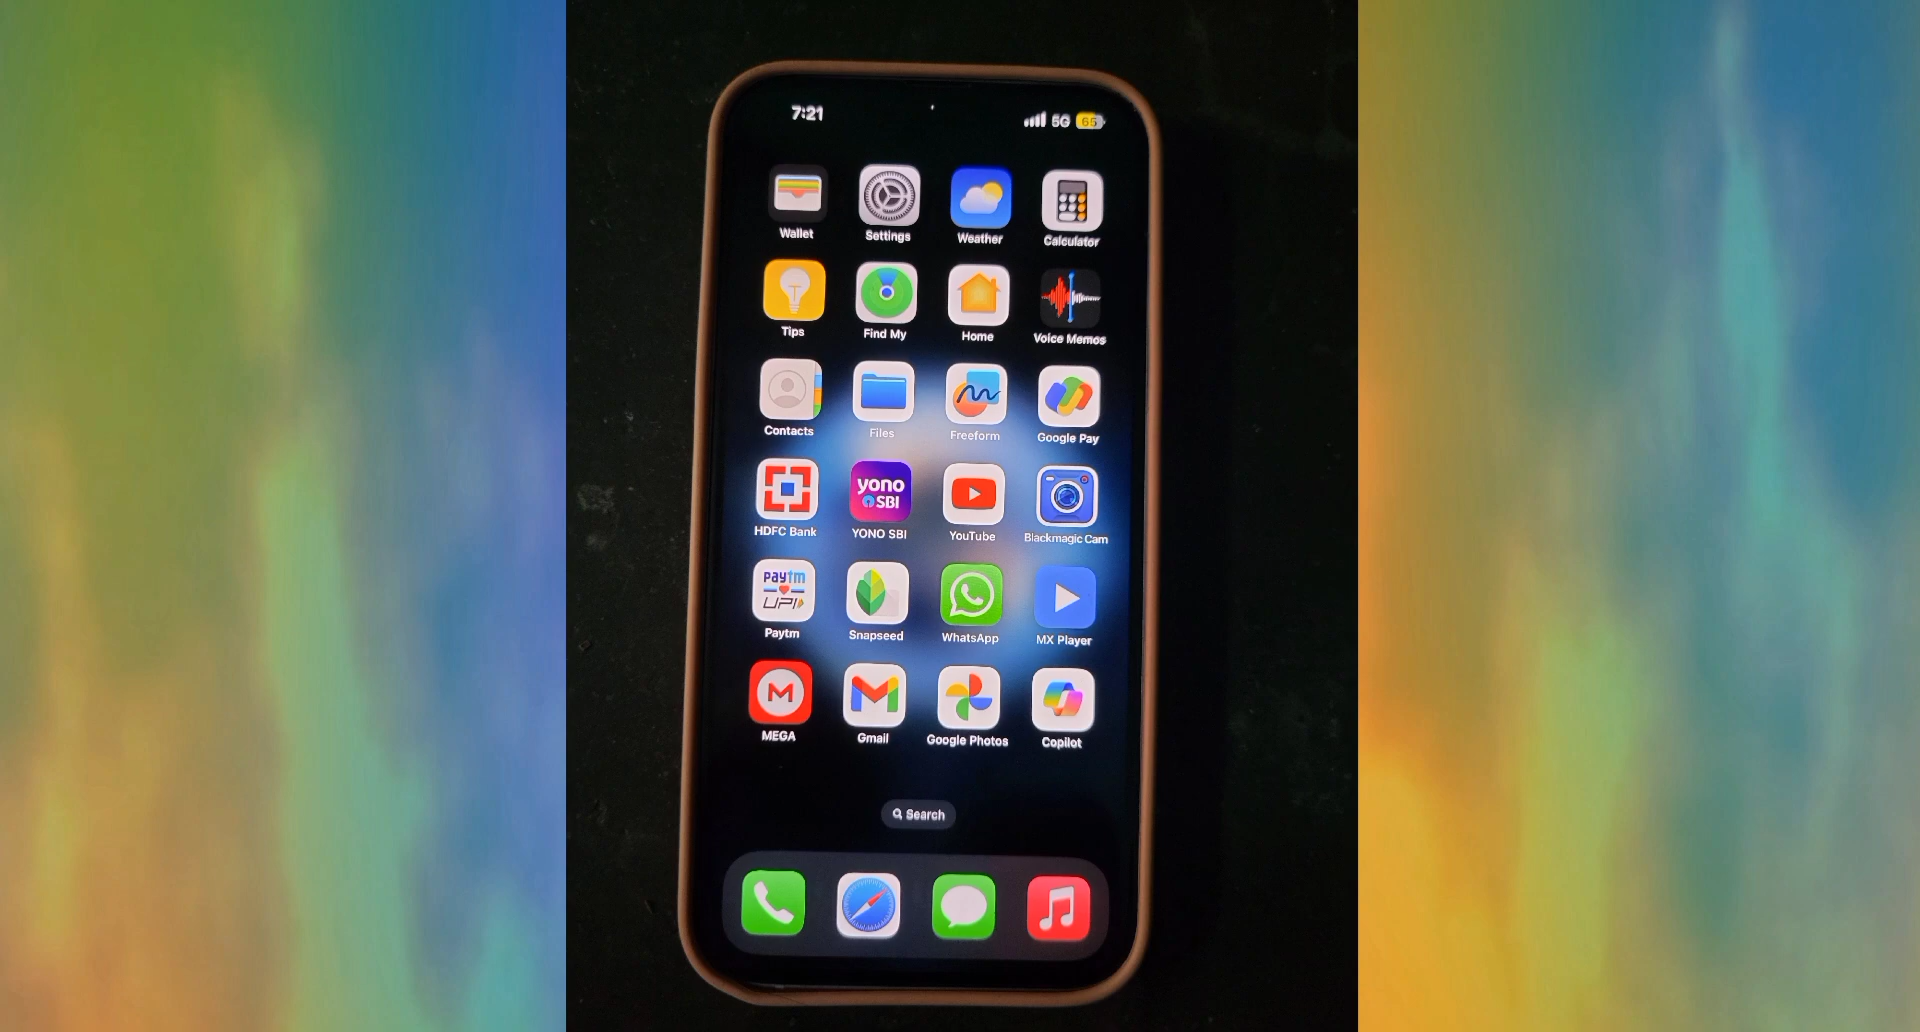 7:21
5G 65
Wallet Settings Weather Calculator
Tips Find My Home Voice Memos
Contacts Files Freeform Google Pay
yono
SBI
HDFC Bank YONO SBI YouTube Blackmagic Cam
paytm
UPI
Paytm Snapseed WhatsApp MX Player
M
MEGA Gmail Google Photos Copilot
Search